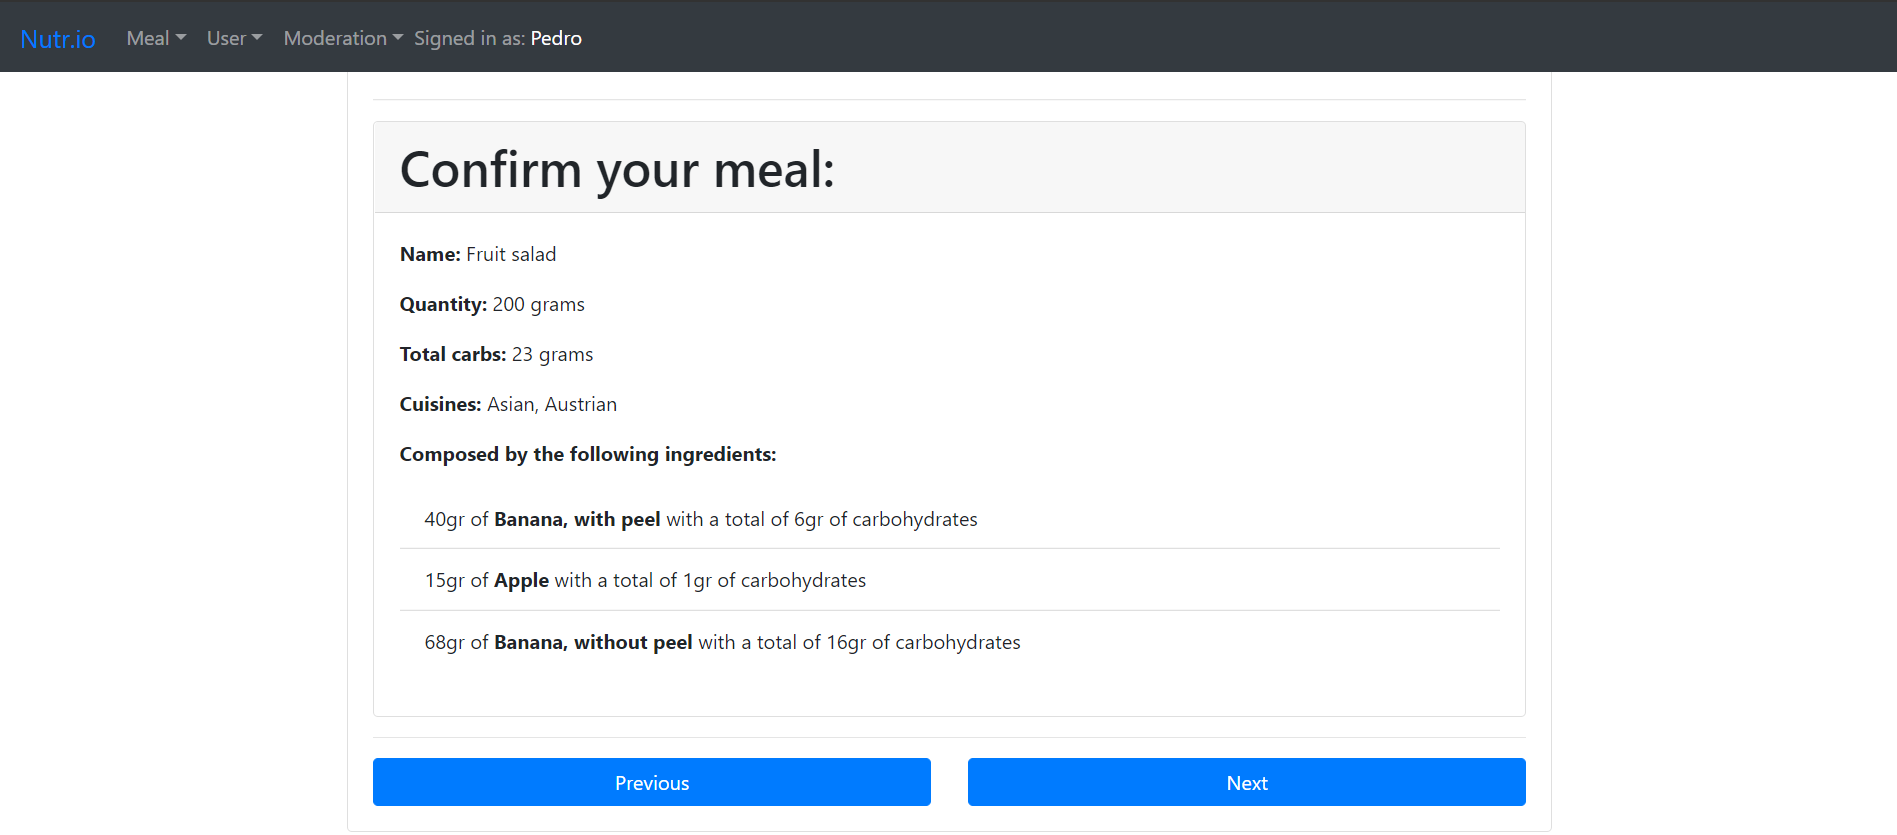 Nutr.io Meal User Moderation Signed in as: Pedro
Confirm your meal:
Name: Fruit salad
Quantity: 200 grams
Total carbs: 23 grams
Cuisines: Asian, Austrian
Composed by the following ingredients:
40gr of Banana, with peel with a total of 6gr of carbohydrates
15gr of Apple with a total of 1gr of carbohydrates
68gr of Banana, without peel with a total of 16gr of carbohydrates
Previous Next